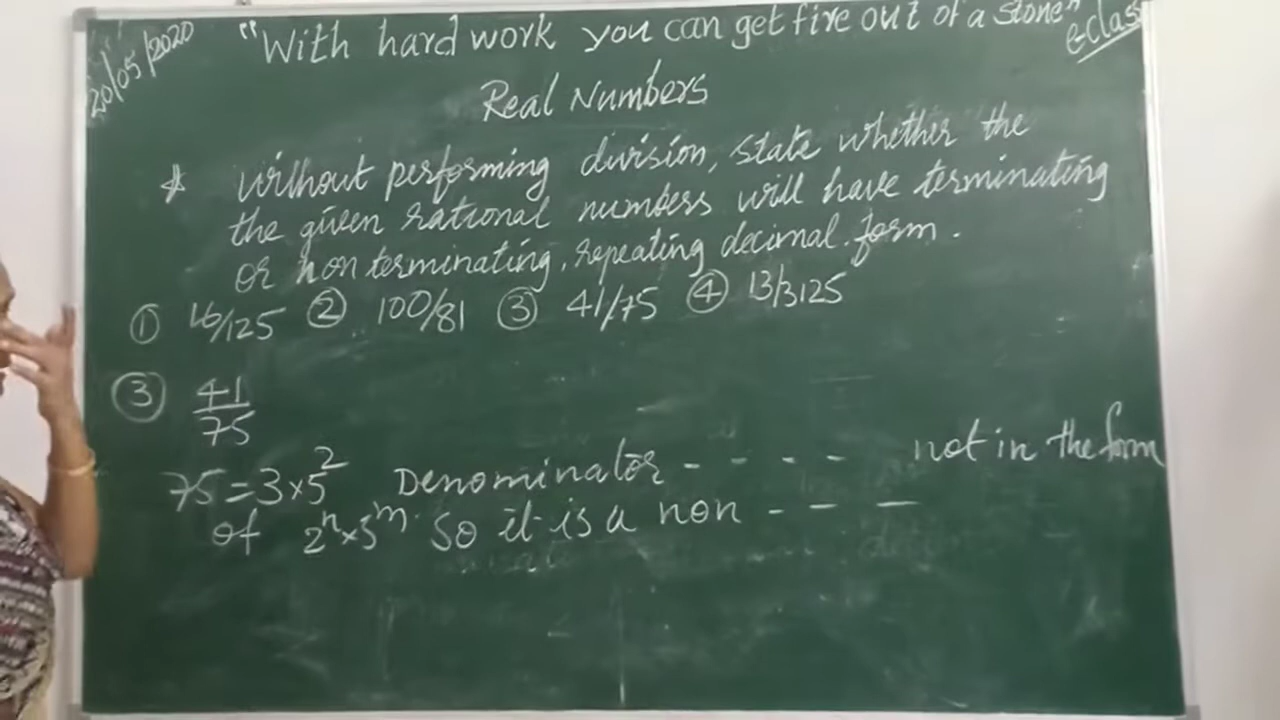 20/05/2020
"With hard work you can get fire out of a stone"
e-Clas
Real Numbers
* without performing division, state whether the
the given rational numbers will have terminating
or non terminating, repeating decimal form.
① 16/125 ② 100/81 ③ 41/75 ④ 13/3125
③ 41/75
75 = 3×5² Denominator - - - - not in the form
of 2ⁿ×5ᵐ. So it is a non - - -